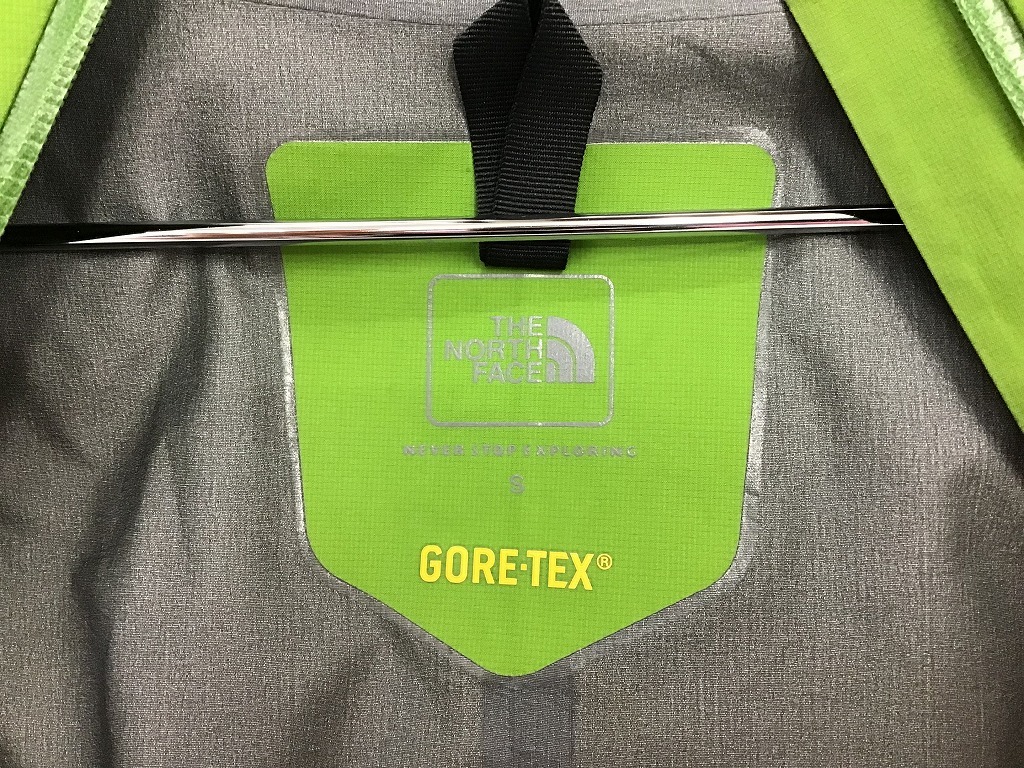 THE
NORTH
FACE
NEVER STOP EXPLORING
S
GORE-TEX®